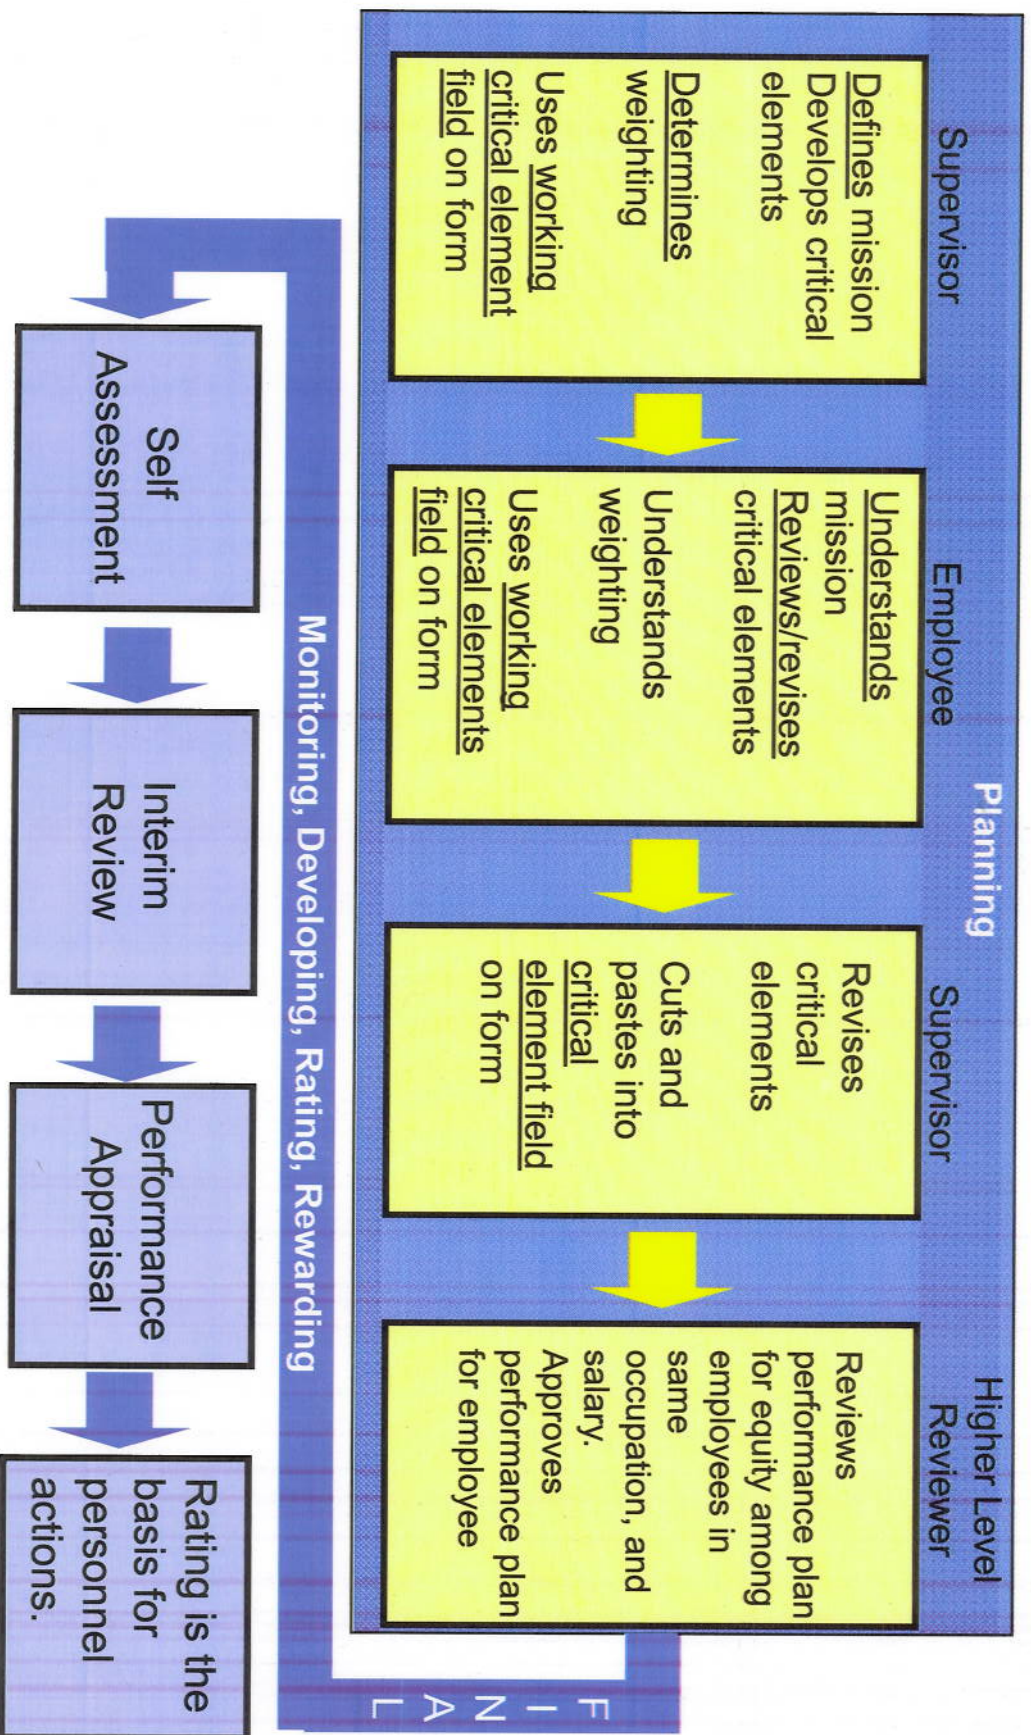 Planning
Supervisor
Defines mission
Develops critical
elements
Determines
weighting
Uses working
critical element
field on form
Employee
Understands
mission
Reviews/revises
critical elements
Understands
weighting
Uses working
critical elements
field on form
Supervisor
Revises
critical
elements
Cuts and
pastes into
critical
element field
on form
Higher Level
Reviewer
Reviews
performance plan
for equity among
employees in
same
occupation, and
salary.
Approves
performance plan
for employee
FINAL
Monitoring, Developing, Rating, Rewarding
Self
Assessment
Interim
Review
Performance
Appraisal
Rating is the
basis for
personnel
actions.